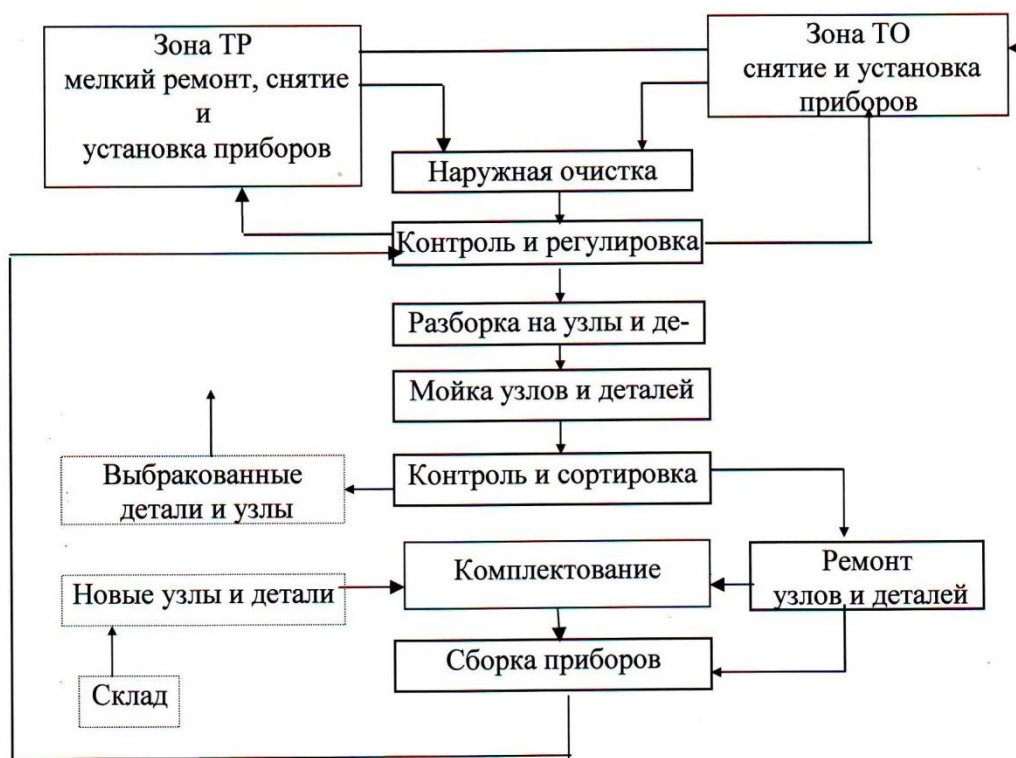 Зона ТР
мелкий ремонт, снятие
и
установка приборов
Зона ТО
снятие и установка
приборов
Наружная очистка
Контроль и регулировка
Разборка на узлы и де-
Мойка узлов и деталей
Выбракованные
детали и узлы
Контроль и сортировка
Новые узлы и детали
Комплектование
Ремонт
узлов и деталей
Сборка приборов
Склад